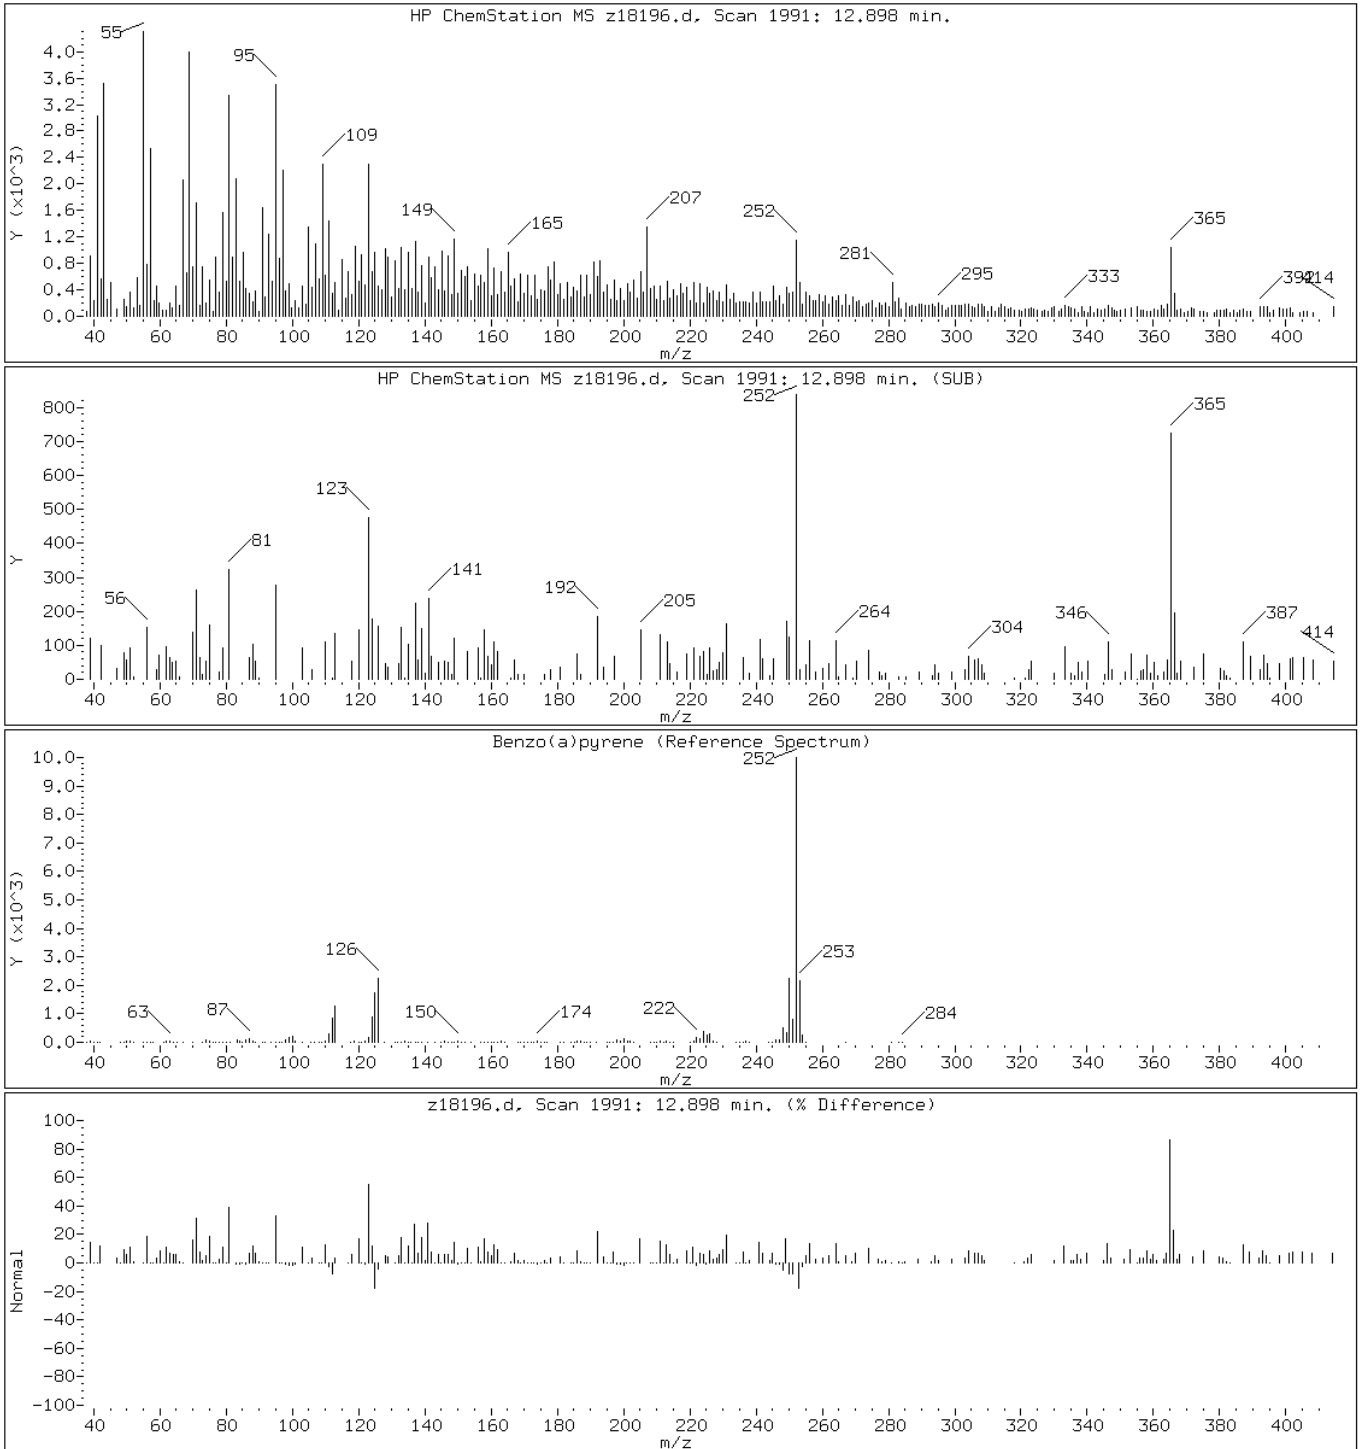 HP ChemStation MS z18196.d, Scan 1991: 12.898 min.
Y (x10^3)
4.0
3.6
3.2
2.8
2.4
2.0
1.6
1.2
0.8
0.4
0.0
55 95 109 149 165 207 252 281 295 333 365 392 414
40 60 80 100 120 140 160 180 200 220 240 260 280 300 320 340 360 380 400
m/z
HP ChemStation MS z18196.d, Scan 1991: 12.898 min. (SUB)
Y
800
700
600
500
400
300
200
100
0
56 81 123 141 192 205 252 264 304 346 365 387 414
40 60 80 100 120 140 160 180 200 220 240 260 280 300 320 340 360 380 400
m/z
Benzo(a)pyrene (Reference Spectrum)
Y (x10^3)
10.0
9.0
8.0
7.0
6.0
5.0
4.0
3.0
2.0
1.0
0.0
63 87 126 150 174 222 252 253 284
40 60 80 100 120 140 160 180 200 220 240 260 280 300 320 340 360 380 400
m/z
z18196.d, Scan 1991: 12.898 min. (% Difference)
Normal
100
80
60
40
20
0
-20
-40
-60
-80
-100
40 60 80 100 120 140 160 180 200 220 240 260 280 300 320 340 360 380 400
m/z